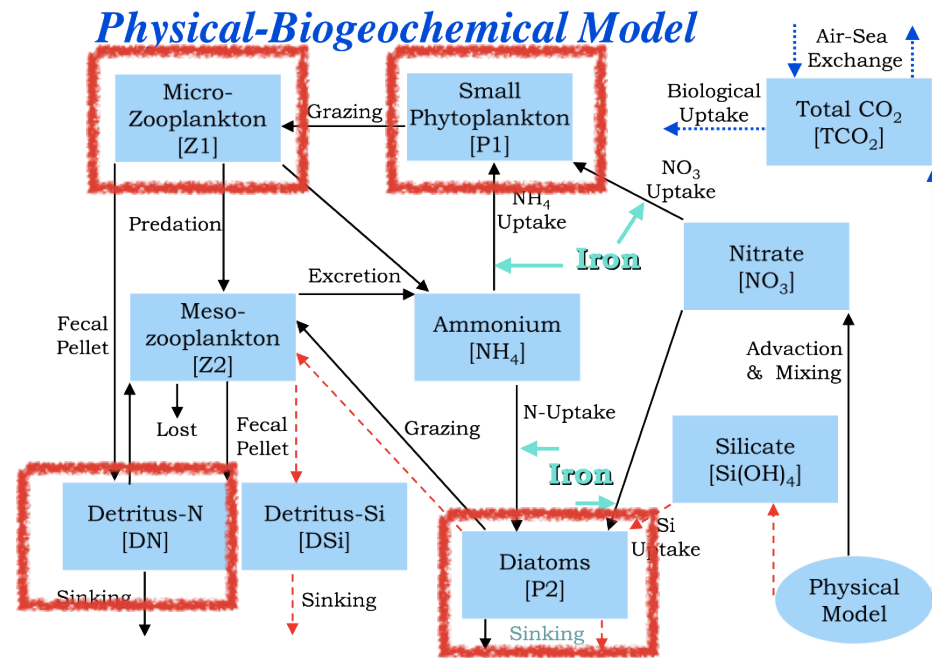 Physical-Biogeochemical Model
Air-Sea
Exchange
Micro-
Zooplankton
[Z1]
Grazing
Small
Phytoplankton
[P1]
Biological
Uptake
Total CO₂
[TCO₂]
NO₃
Uptake
NH₄
Uptake
Predation
Iron
Nitrate
[NO₃]
Excretion
Fecal
Pellet
Meso-
zooplankton
[Z2]
Ammonium
[NH₄]
Advaction
& Mixing
Lost
Fecal
Pellet
Grazing
N-Uptake
Silicate
[Si(OH)₄]
Iron
Detritus-N
[DN]
Detritus-Si
[DSi]
Si
Uptake
Diatoms
[P2]
Physical
Model
Sinking
Sinking
Sinking